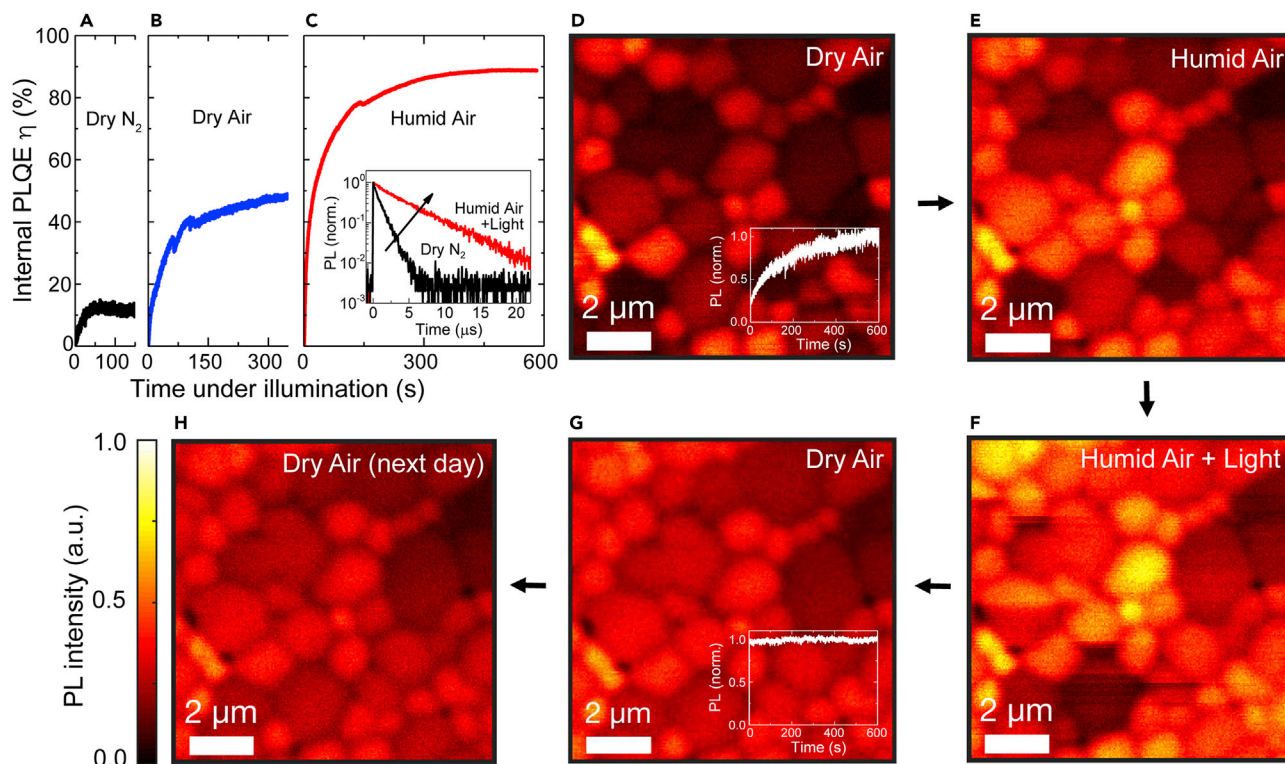 A
B
C
D
E
100
80
60
40
20
0
Internal PLQE η (%)
Dry N₂
Dry Air
Humid Air
0
100
0
150
300
0
300
600
Time under illumination (s)
10⁰
10⁻¹
10⁻²
10⁻³
PL (norm.)
Humid Air
+Light
Dry N₂
0
5
10
15
20
Time (μs)
Dry Air
1.0
0.5
0.0
PL (norm.)
0
200
400
600
Time (s)
2 μm
Humid Air
2 μm
H
G
F
1.0
0.5
0.0
PL intensity (a.u.)
Dry Air (next day)
2 μm
Dry Air
1.0
0.5
0.0
PL (norm.)
0
200
400
600
Time (s)
2 μm
Humid Air + Light
2 μm